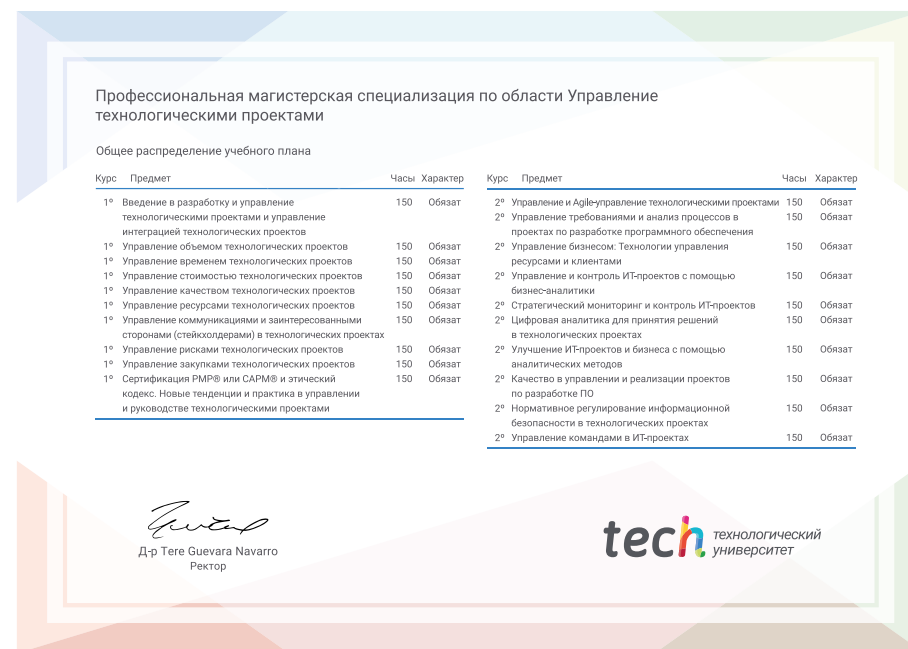 Профессиональная магистерская специализация по области Управление
технологическими проектами
Общее распределение учебного плана
Курс Предмет Часы Характер
1º Введение в разработку и управление 150 Обязат
технологическими проектами и управление
интеграцией технологических проектов
1º Управление объемом технологических проектов 150 Обязат
1º Управление временем технологических проектов 150 Обязат
1º Управление стоимостью технологических проектов 150 Обязат
1º Управление качеством технологических проектов 150 Обязат
1º Управление ресурсами технологических проектов 150 Обязат
1º Управление коммуникациями и заинтересованными 150 Обязат
сторонами (стейкхолдерами) в технологических проектах
1º Управление рисками технологических проектов 150 Обязат
1º Управление закупками технологических проектов 150 Обязат
1º Сертификация PMP® или CAPM® и этический 150 Обязат
кодекс. Новые тенденции и практика в управлении
и руководстве технологическими проектами
Курс Предмет Часы Характер
2º Управление и Agile-управление технологическими проектами 150 Обязат
2º Управление требованиями и анализ процессов в 150 Обязат
проектах по разработке программного обеспечения
2º Управление бизнесом: Технологии управления 150 Обязат
ресурсами и клиентами
2º Управление и контроль ИТ-проектов с помощью 150 Обязат
бизнес-аналитики
2º Стратегический мониторинг и контроль ИТ-проектов 150 Обязат
2º Цифровая аналитика для принятия решений 150 Обязат
в технологических проектах
2º Улучшение ИТ-проектов и бизнеса с помощью 150 Обязат
аналитических методов
2º Качество в управлении и реализации проектов 150 Обязат
по разработке ПО
2º Нормативное регулирование информационной 150 Обязат
безопасности в технологических проектах
2º Управление командами в ИТ-проектах 150 Обязат
Д-р Tere Guevara Navarro
Ректор
tech технологический
университет